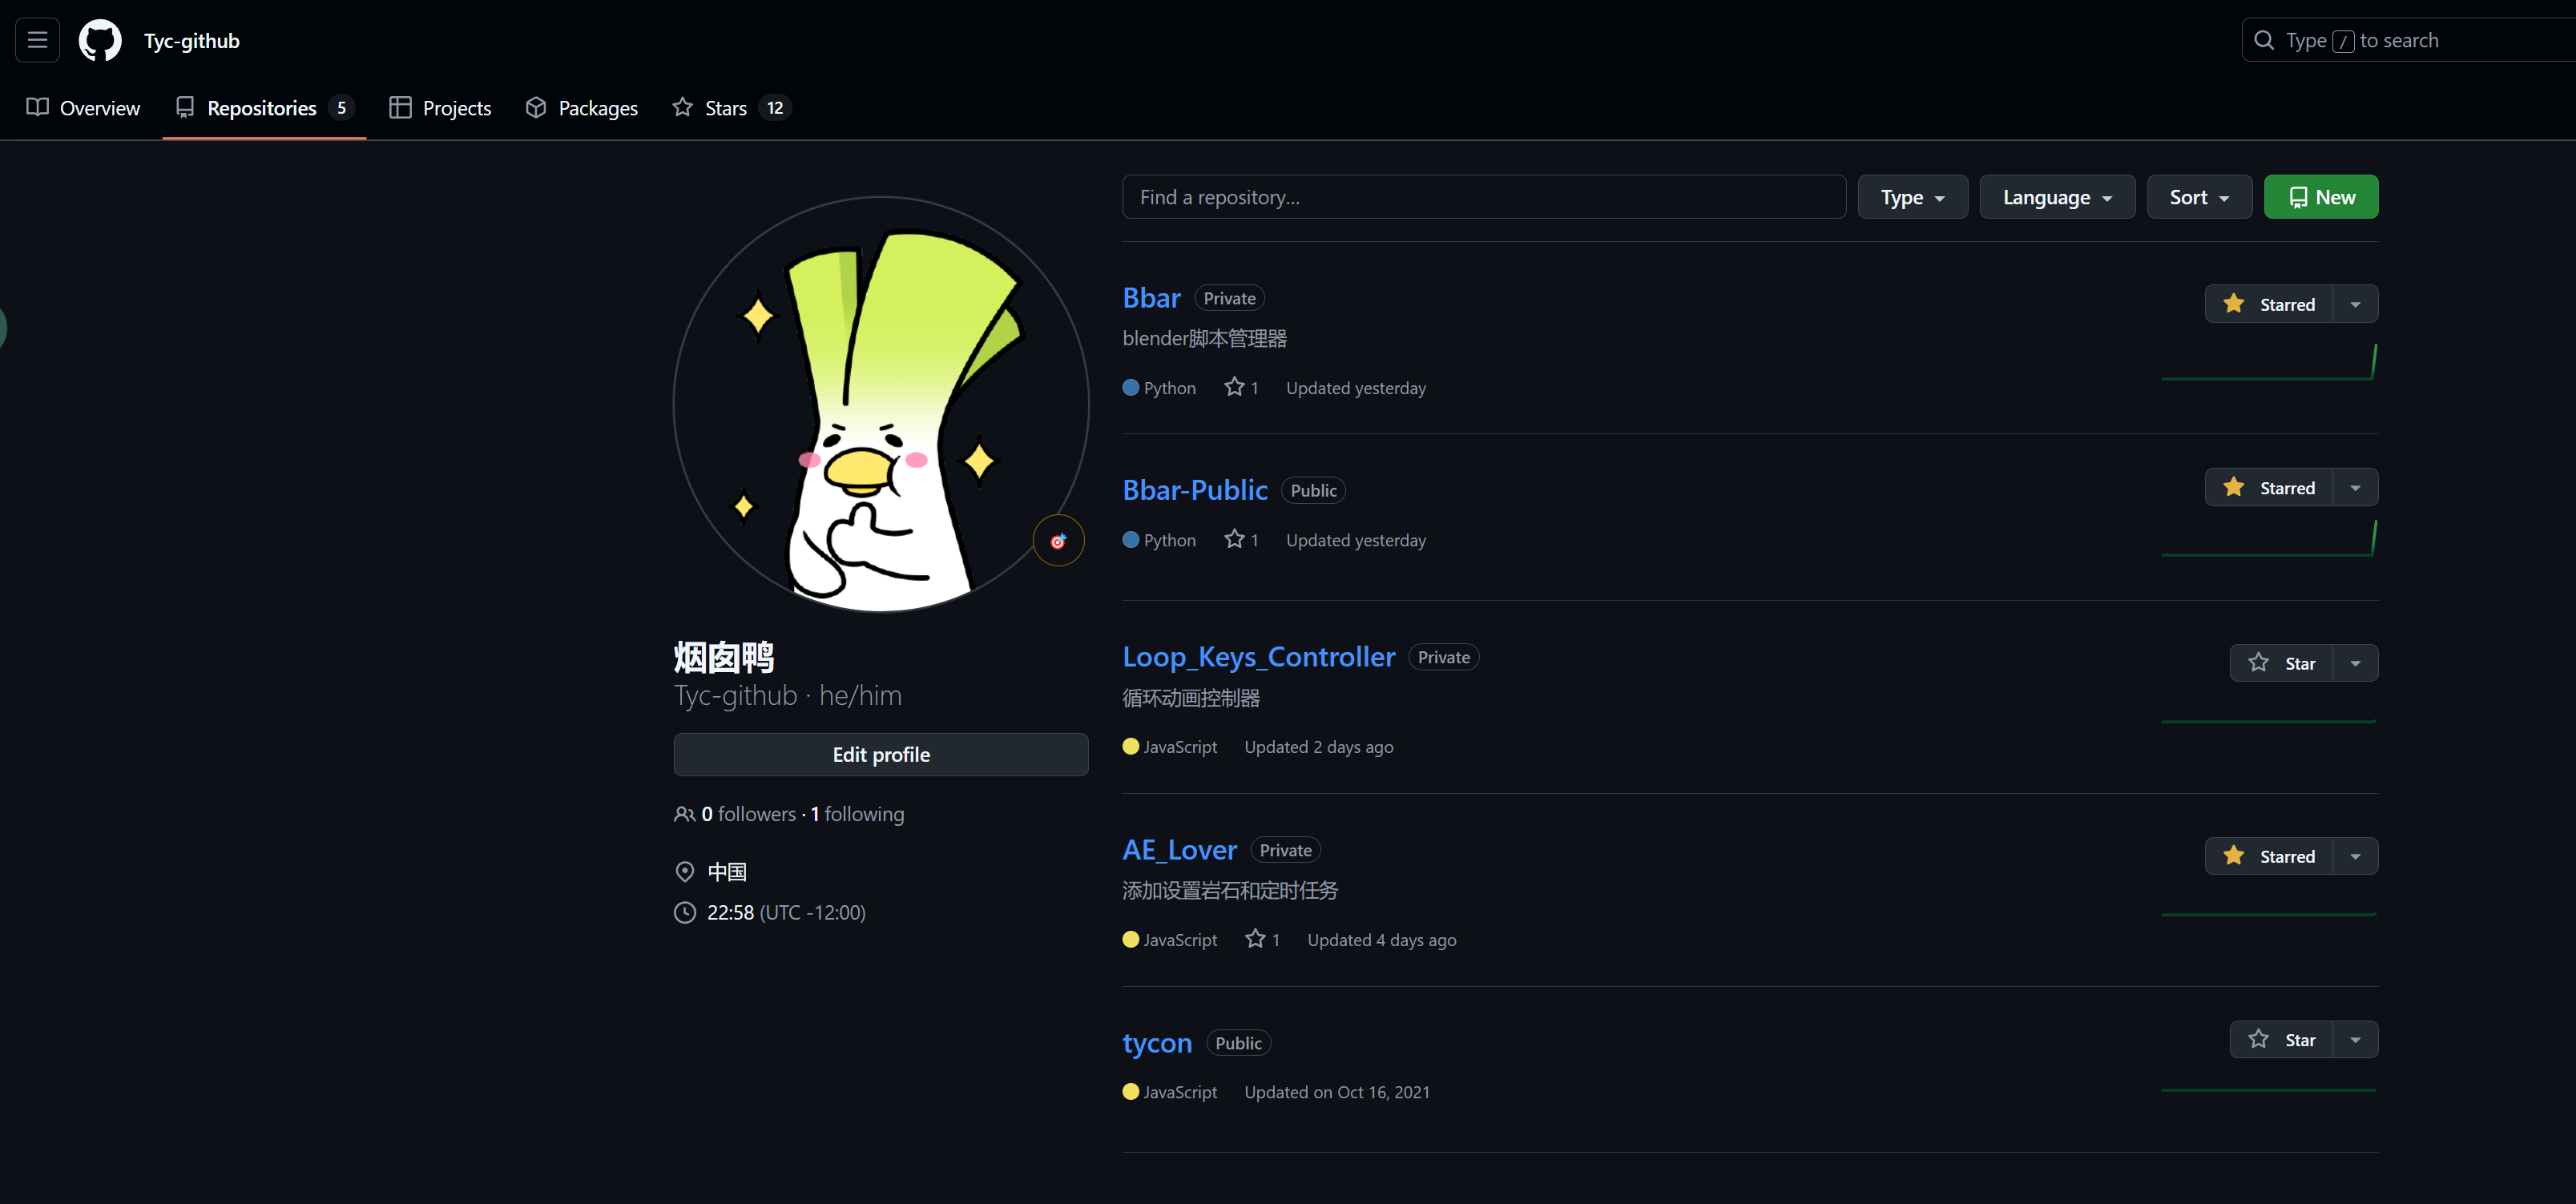 Tyc-github
Type / to search
Overview
Repositories 5
Projects
Packages
Stars 12
Find a repository...
Type
Language
Sort
New
Bbar Private
Starred
blender脚本管理器
Python 1 Updated yesterday
Bbar-Public Public
Starred
Python 1 Updated yesterday
Loop_Keys_Controller Private
Star
循环动画控制器
JavaScript Updated 2 days ago
AE_Lover Private
Starred
添加设置岩石和定时任务
JavaScript 1 Updated 4 days ago
tycon Public
Star
JavaScript Updated on Oct 16, 2021
烟囱鸭
Tyc-github · he/him
Edit profile
0 followers · 1 following
中国
22:58 (UTC -12:00)